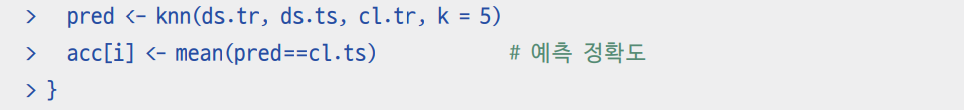 > pred <- knn(ds.tr, ds.ts, cl.tr, k = 5)
> acc[i] <- mean(pred==cl.ts) # 예측 정확도
> }